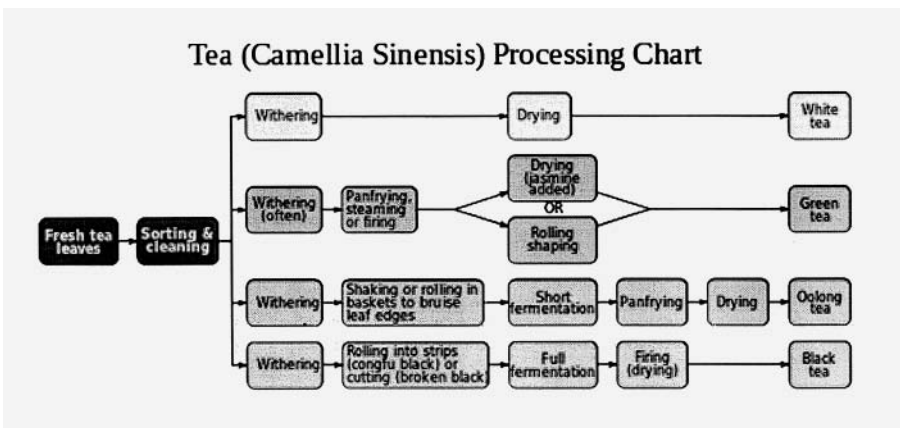 Tea (Camellia Sinensis) Processing Chart
Fresh tea
leaves
Sorting &
cleaning
Withering
Drying
White
tea
Withering
(often)
Panfrying,
steaming
or firing
Drying
(jasmine
added)
OR
Rolling
shaping
Green
tea
Withering
Shaking or rolling in
baskets to bruise
leaf edges
Short
fermentation
Panfrying
Drying
Oolong
tea
Withering
Rolling into strips
(congfu black) or
cutting (broken black)
Full
fermentation
Firing
(drying)
Black
tea